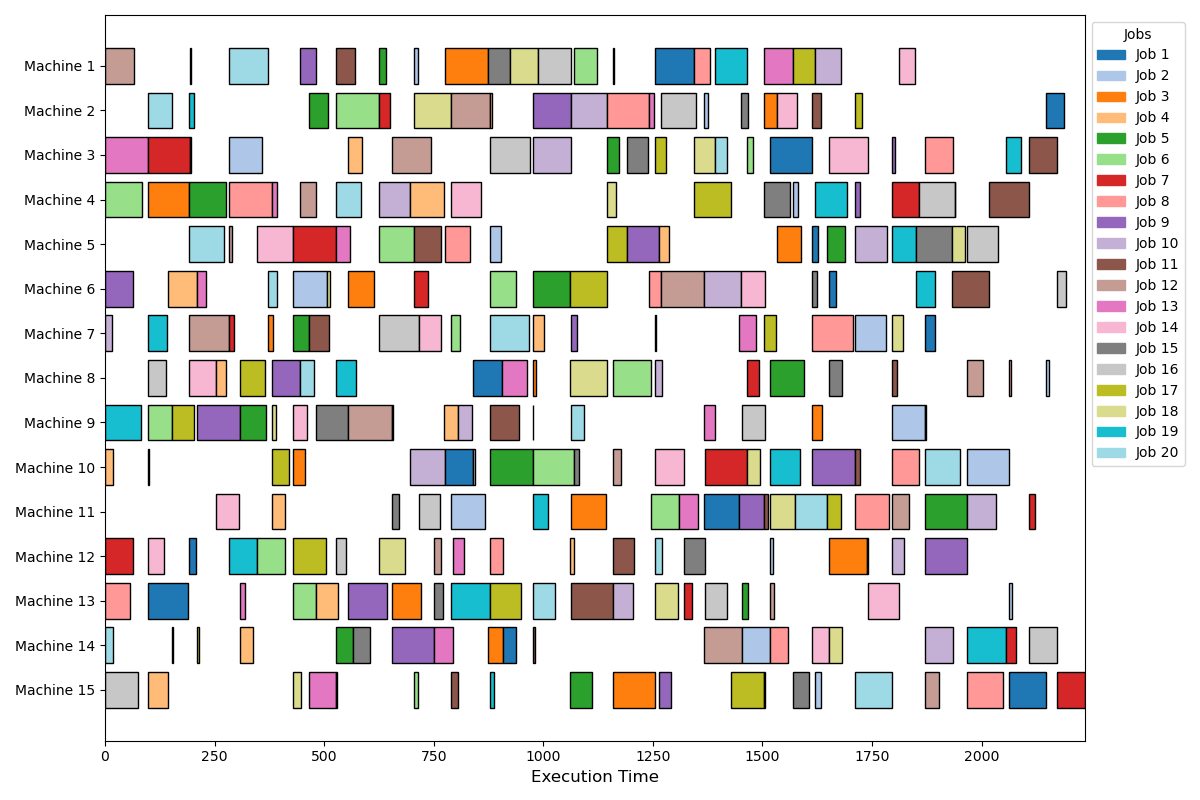 Machine 1
Machine 2
Machine 3
Machine 4
Machine 5
Machine 6
Machine 7
Machine 8
Machine 9
Machine 10
Machine 11
Machine 12
Machine 13
Machine 14
Machine 15
0 250 500 750 1000 1250 1500 1750 2000
Execution Time
Jobs
Job 1
Job 2
Job 3
Job 4
Job 5
Job 6
Job 7
Job 8
Job 9
Job 10
Job 11
Job 12
Job 13
Job 14
Job 15
Job 16
Job 17
Job 18
Job 19
Job 20